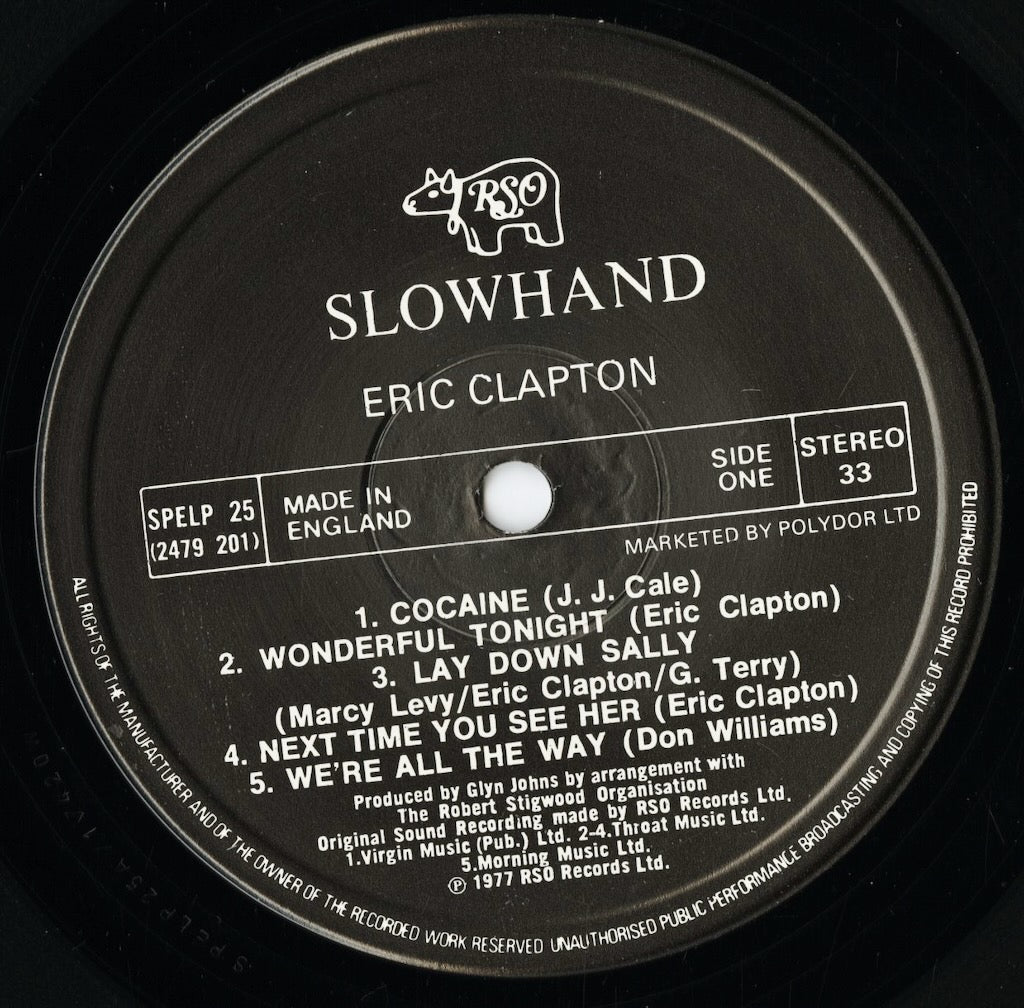 RSO
SLOWHAND
ERIC CLAPTON
SPELP 25
(2479 201)
MADE IN
ENGLAND
SIDE
ONE
STEREO
33
MARKETED BY POLYDOR LTD
1. COCAINE (J. J. Cale)
2. WONDERFUL TONIGHT (Eric Clapton)
3. LAY DOWN SALLY
(Marcy Levy/Eric Clapton/G. Terry)
4. NEXT TIME YOU SEE HER (Eric Clapton)
5. WE'RE ALL THE WAY (Don Williams)
Produced by Glyn Johns by arrangement with
The Robert Stigwood Organisation
Original Sound Recording made by RSO Records Ltd.
1.Virgin Music (Pub.) Ltd. 2-4.Throat Music Ltd.
5.Morning Music Ltd.
℗ 1977 RSO Records Ltd.
ALL RIGHTS OF THE MANUFACTURER AND OF THE OWNER OF THE RECORDED WORK RESERVED UNAUTHORISED PUBLIC PERFORMANCE BROADCASTING AND COPYING OF THIS RECORD PROHIBITED